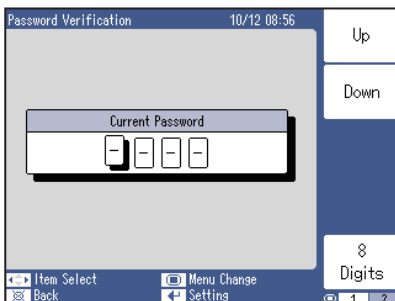 Password Verification 10/12 08:56
Up
Down
Current Password
- - - -
8
Digits
Item Select Menu Change
Back Setting
1 2